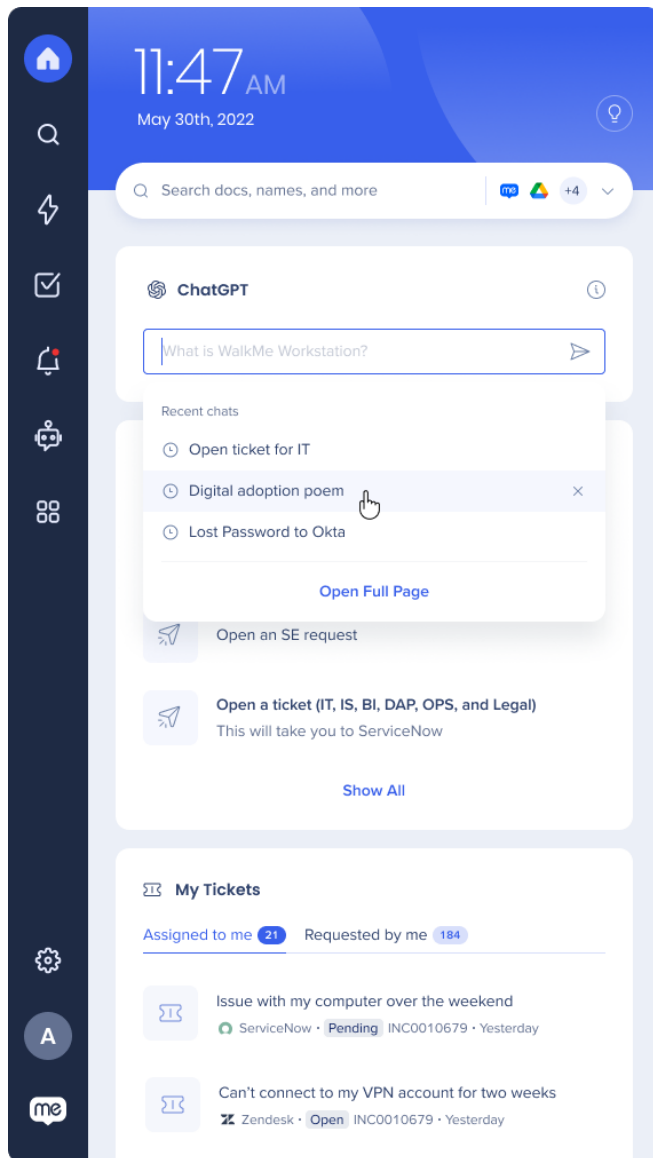 11:47 AM
May 30th, 2022
Search docs, names, and more
me
+4
ChatGPT
What is WalkMe Workstation?
Recent chats
Open ticket for IT
Digital adoption poem
Lost Password to Okta
Open Full Page
Open an SE request
Open a ticket (IT, IS, BI, DAP, OPS, and Legal)
This will take you to ServiceNow
Show All
My Tickets
Assigned to me 21 Requested by me 184
Issue with my computer over the weekend
ServiceNow · Pending INC0010679 · Yesterday
Can't connect to my VPN account for two weeks
Zendesk · Open INC0010679 · Yesterday
A
me